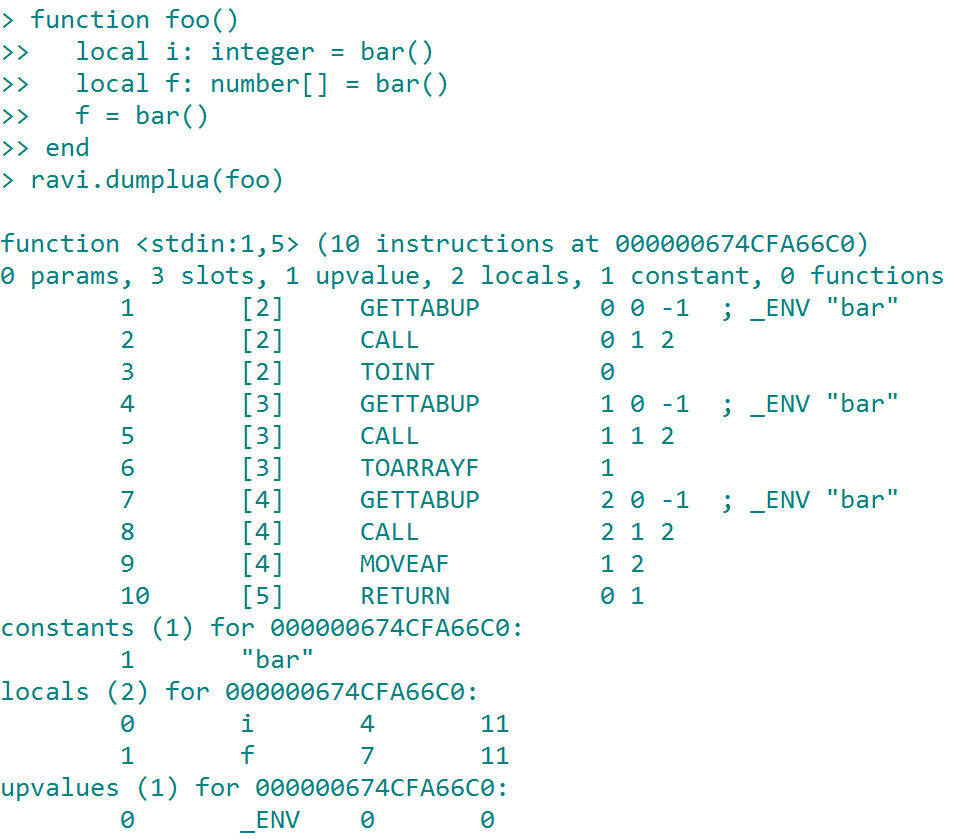 > function foo()
>>   local i: integer = bar()
>>   local f: number[] = bar()
>>   f = bar()
>> end
> ravi.dumplua(foo)

function <stdin:1,5> (10 instructions at 000000674CFA66C0)
0 params, 3 slots, 1 upvalue, 2 locals, 1 constant, 0 functions
        1       [2]     GETTABUP        0 0 -1  ; _ENV "bar"
        2       [2]     CALL            0 1 2
        3       [2]     TOINT           0
        4       [3]     GETTABUP        1 0 -1  ; _ENV "bar"
        5       [3]     CALL            1 1 2
        6       [3]     TOARRAYF        1
        7       [4]     GETTABUP        2 0 -1  ; _ENV "bar"
        8       [4]     CALL            2 1 2
        9       [4]     MOVEAF          1 2
        10      [5]     RETURN          0 1
constants (1) for 000000674CFA66C0:
        1       "bar"
locals (2) for 000000674CFA66C0:
        0       i       4       11
        1       f       7       11
upvalues (1) for 000000674CFA66C0:
        0       _ENV    0       0